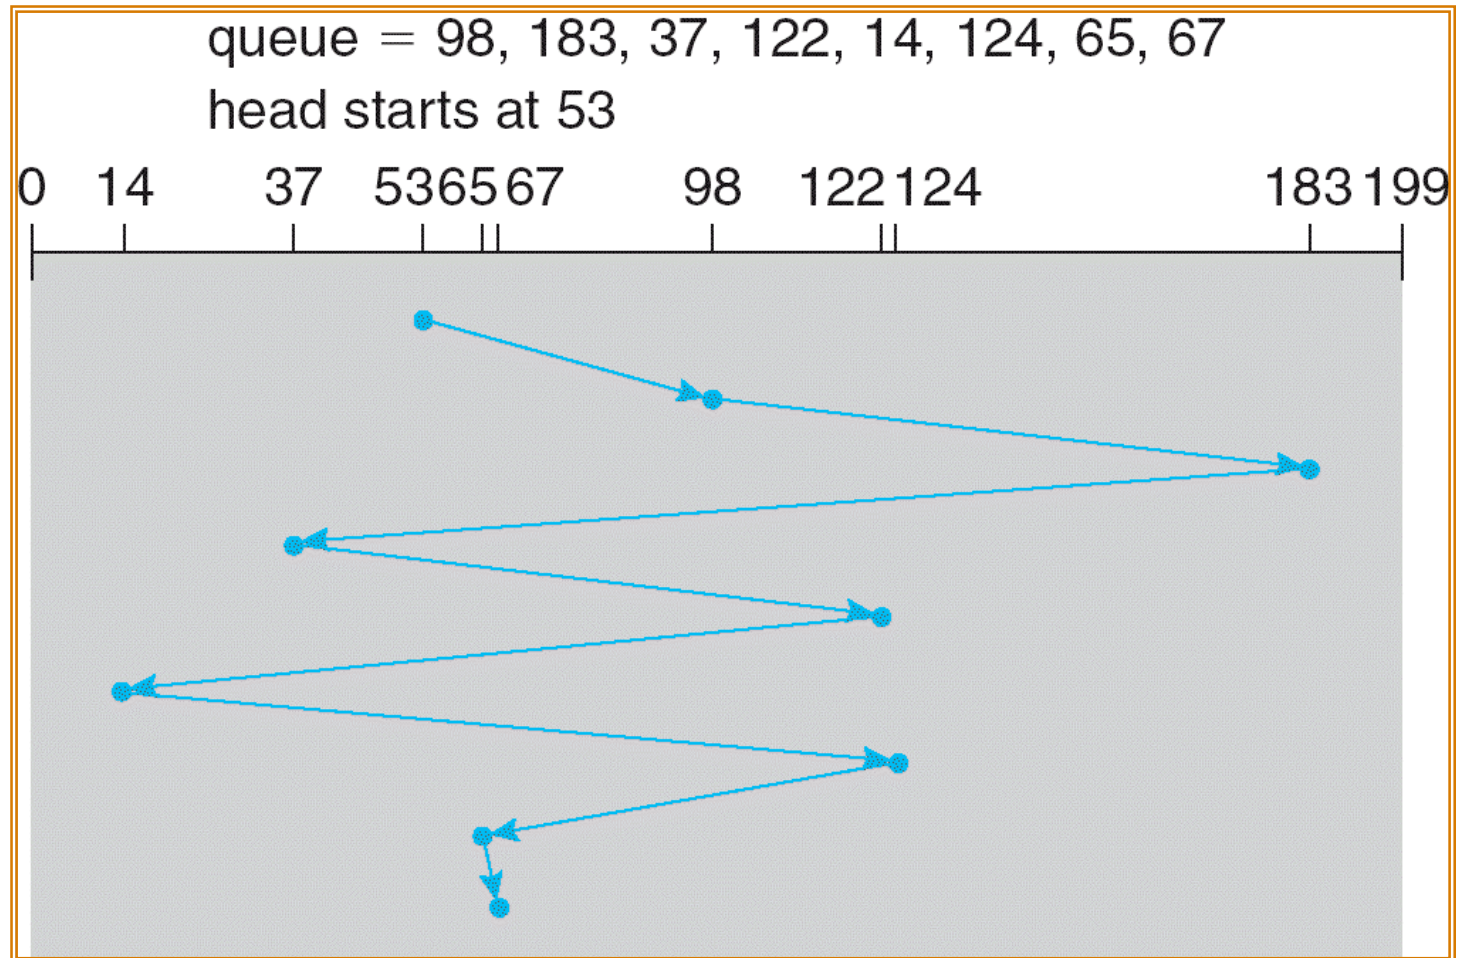 queue = 98, 183, 37, 122, 14, 124, 65, 67
head starts at 53
0 14 37 53 65 67 98 122 124 183 199